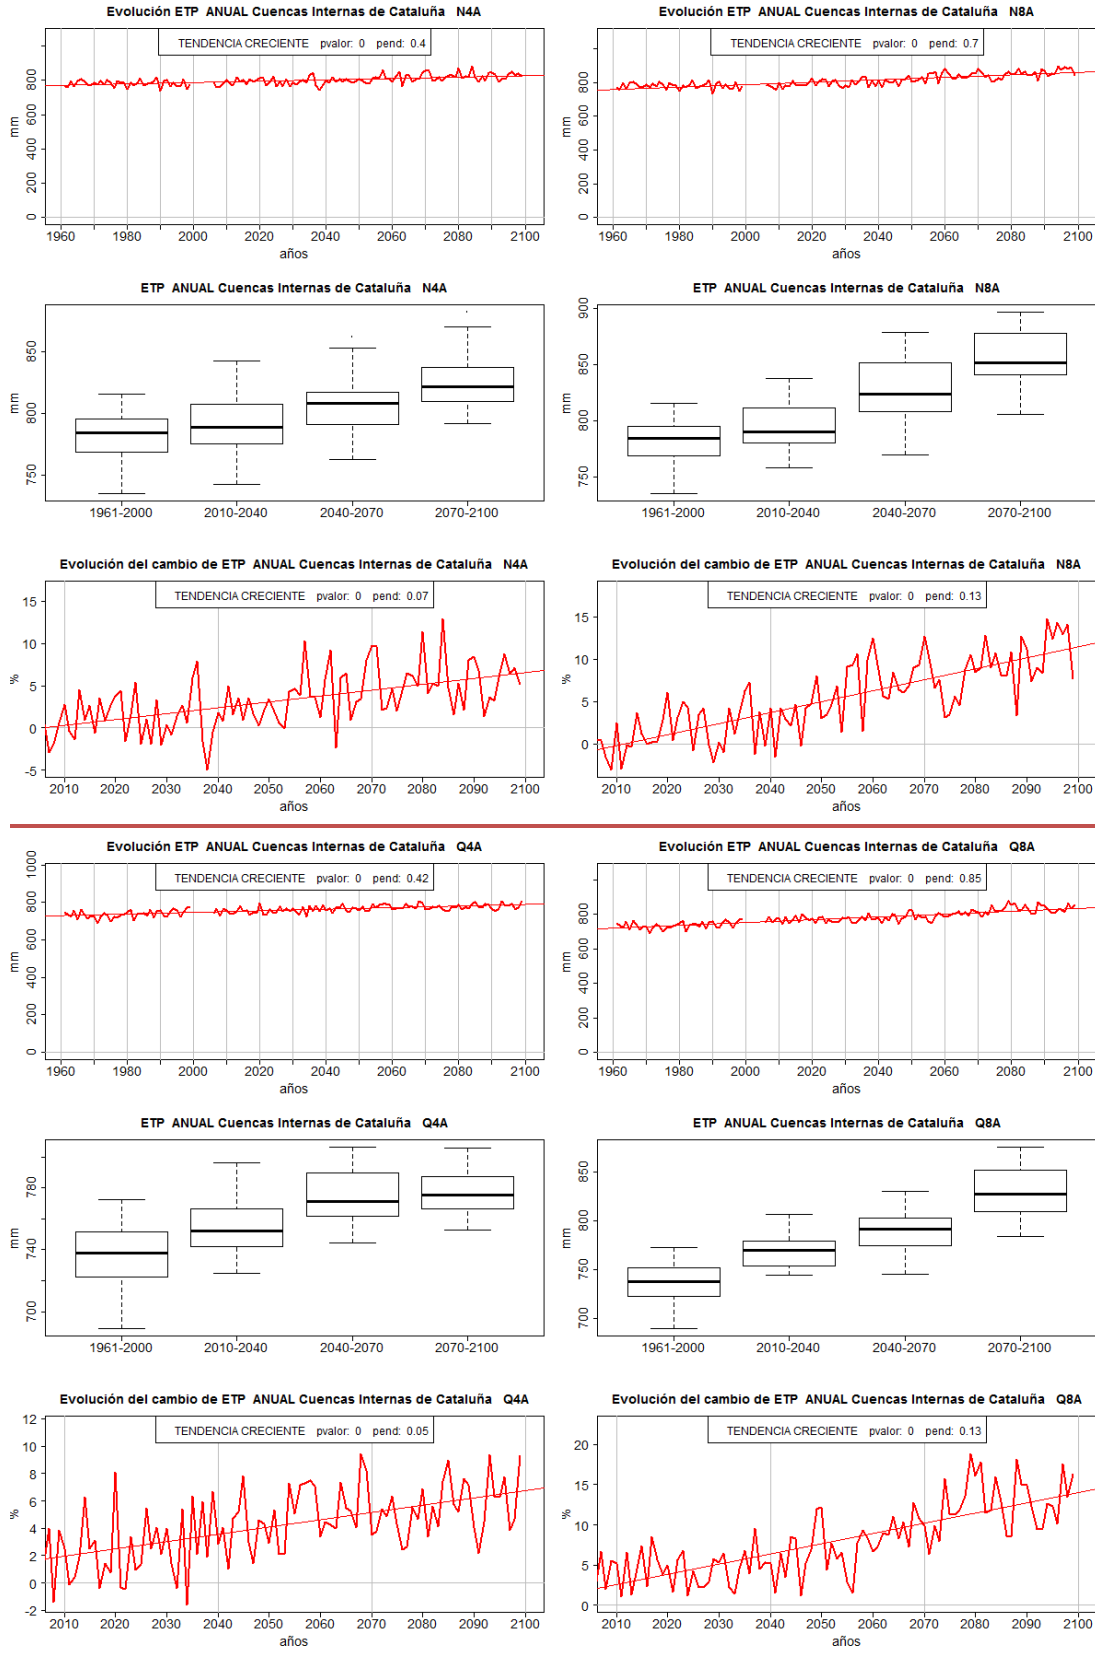 Evolución ETP ANUAL Cuencas Internas de Cataluña N4A
TENDENCIA CRECIENTE pvalor: 0 pend: 0.4
mm
0 200 400 600 800
1960 1980 2000 2020 2040 2060 2080 2100
años
Evolución ETP ANUAL Cuencas Internas de Cataluña N8A
TENDENCIA CRECIENTE pvalor: 0 pend: 0.7
mm
0 200 400 600 800
1960 1980 2000 2020 2040 2060 2080 2100
años
ETP ANUAL Cuencas Internas de Cataluña N4A
mm
750 800 850
1961-2000 2010-2040 2040-2070 2070-2100
ETP ANUAL Cuencas Internas de Cataluña N8A
mm
750 800 850 900
1961-2000 2010-2040 2040-2070 2070-2100
Evolución del cambio de ETP ANUAL Cuencas Internas de Cataluña N4A
TENDENCIA CRECIENTE pvalor: 0 pend: 0.07
%
15
10
5
0
-5
2010 2020 2030 2040 2050 2060 2070 2080 2090 2100
años
Evolución del cambio de ETP ANUAL Cuencas Internas de Cataluña N8A
TENDENCIA CRECIENTE pvalor: 0 pend: 0.13
%
15
10
5
0
2010 2020 2030 2040 2050 2060 2070 2080 2090 2100
años
Evolución ETP ANUAL Cuencas Internas de Cataluña Q4A
TENDENCIA CRECIENTE pvalor: 0 pend: 0.42
mm
0 200 400 600 800 1000
1960 1980 2000 2020 2040 2060 2080 2100
años
Evolución ETP ANUAL Cuencas Internas de Cataluña Q8A
TENDENCIA CRECIENTE pvalor: 0 pend: 0.85
mm
0 200 400 600 800
1960 1980 2000 2020 2040 2060 2080 2100
años
ETP ANUAL Cuencas Internas de Cataluña Q4A
mm
700 740 780
1961-2000 2010-2040 2040-2070 2070-2100
ETP ANUAL Cuencas Internas de Cataluña Q8A
mm
700 750 800 850
1961-2000 2010-2040 2040-2070 2070-2100
Evolución del cambio de ETP ANUAL Cuencas Internas de Cataluña Q4A
TENDENCIA CRECIENTE pvalor: 0 pend: 0.05
%
12
10
8
6
4
2
0
-2
2010 2020 2030 2040 2050 2060 2070 2080 2090 2100
años
Evolución del cambio de ETP ANUAL Cuencas Internas de Cataluña Q8A
TENDENCIA CRECIENTE pvalor: 0 pend: 0.13
%
20
15
10
5
0
2010 2020 2030 2040 2050 2060 2070 2080 2090 2100
años